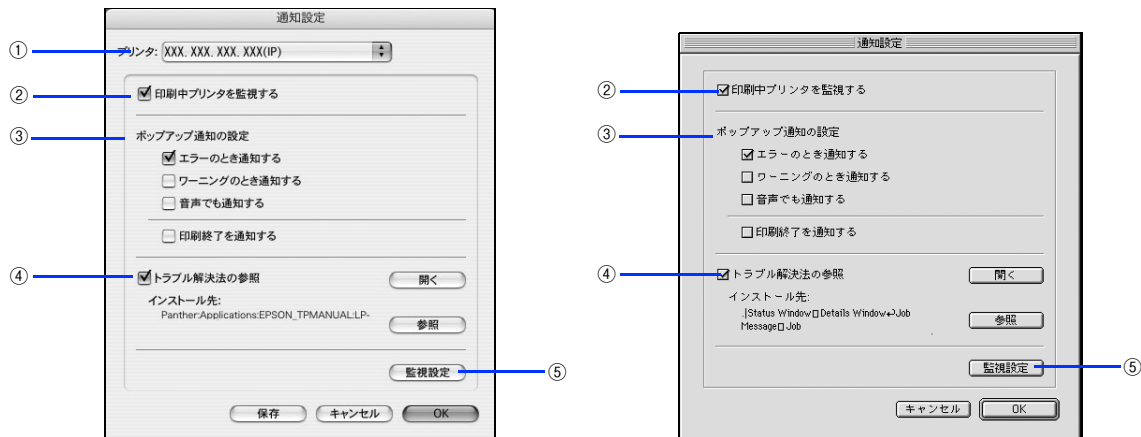 通知設定
① プリンタ: XXX. XXX. XXX. XXX(IP)
② 印刷中プリンタを監視する
③ ポップアップ通知の設定
エラーのとき通知する
ワーニングのとき通知する
音声でも通知する
印刷終了を通知する
④ トラブル解決法の参照 開く
インストール先:
Panther:Applications:EPSON_TPMANUAL:LP-
参照
監視設定 ⑤
保存 キャンセル OK
通知設定
② 印刷中プリンタを監視する
③ ポップアップ通知の設定
エラーのとき通知する
ワーニングのとき通知する
音声でも通知する
印刷終了を通知する
④ トラブル解決法の参照 開く
インストール先:
.|Status Window▯Details Window↵Job
Message▯Job
参照
監視設定 ⑤
キャンセル OK